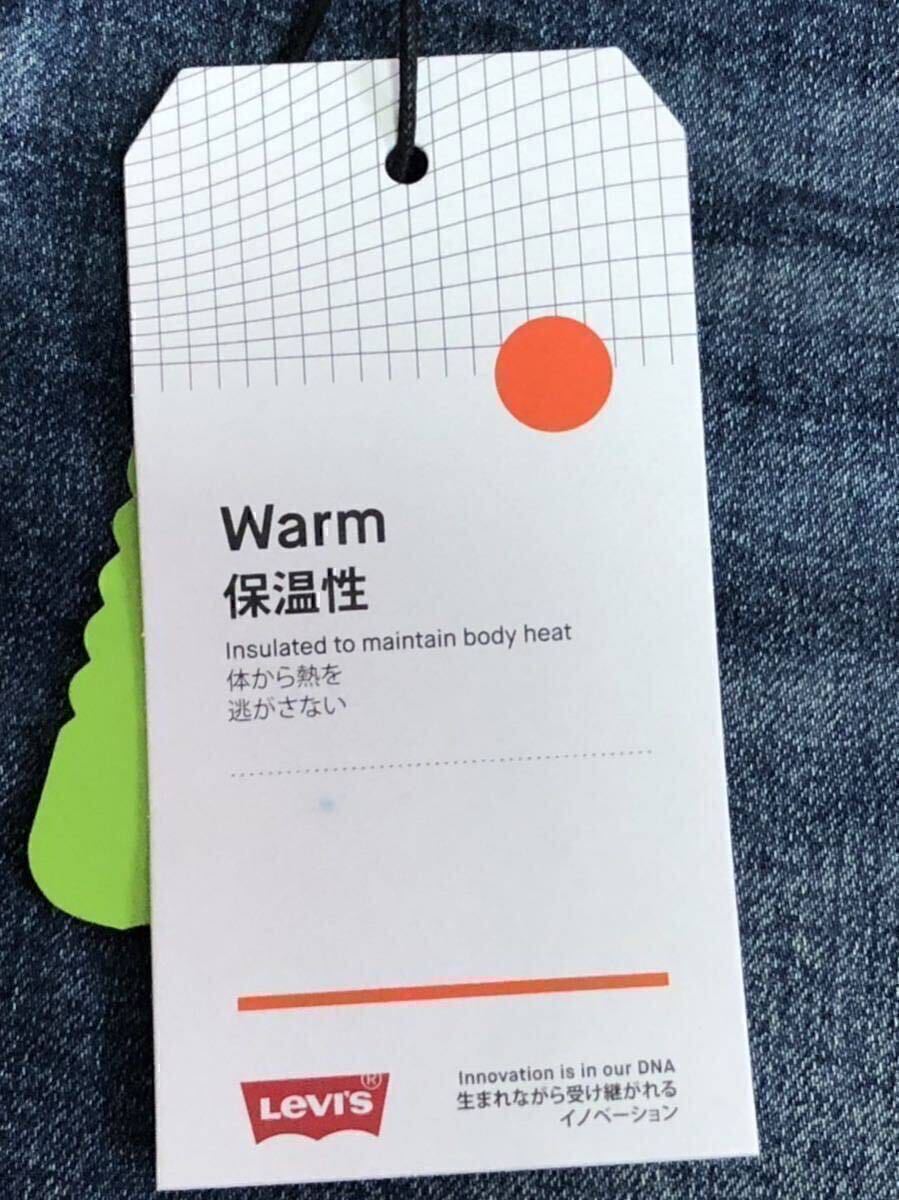 Warm
保温性
Insulated to maintain body heat
体から熱を
逃がさない
LEVI'S®
Innovation is in our DNA
生まれながら受け継がれる
イノベーション